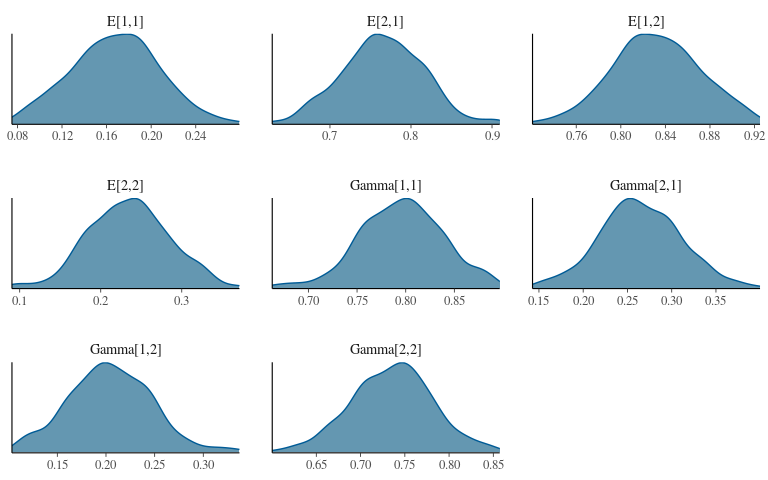 E[1,1] E[2,1] E[1,2]
0.08 0.12 0.16 0.20 0.24 0.7 0.8 0.9 0.76 0.80 0.84 0.88 0.92
E[2,2] Gamma[1,1] Gamma[2,1]
0.1 0.2 0.3 0.70 0.75 0.80 0.85 0.15 0.20 0.25 0.30 0.35
Gamma[1,2] Gamma[2,2]
0.15 0.20 0.25 0.30 0.65 0.70 0.75 0.80 0.85